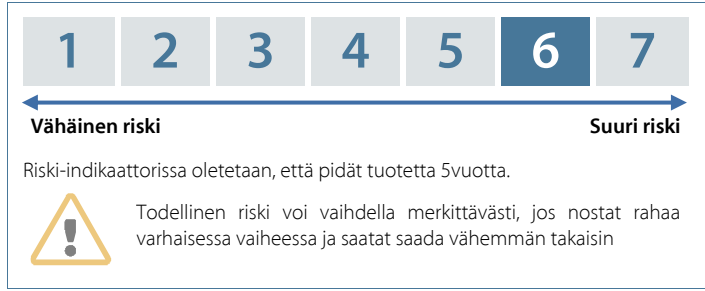 1 2 3 4 5 6 7
Vähäinen riski Suuri riski
Riski-indikaattorissa oletetaan, että pidät tuotetta 5vuotta.
Todellinen riski voi vaihdella merkittävästi, jos nostat rahaa
varhaisessa vaiheessa ja saatat saada vähemmän takaisin